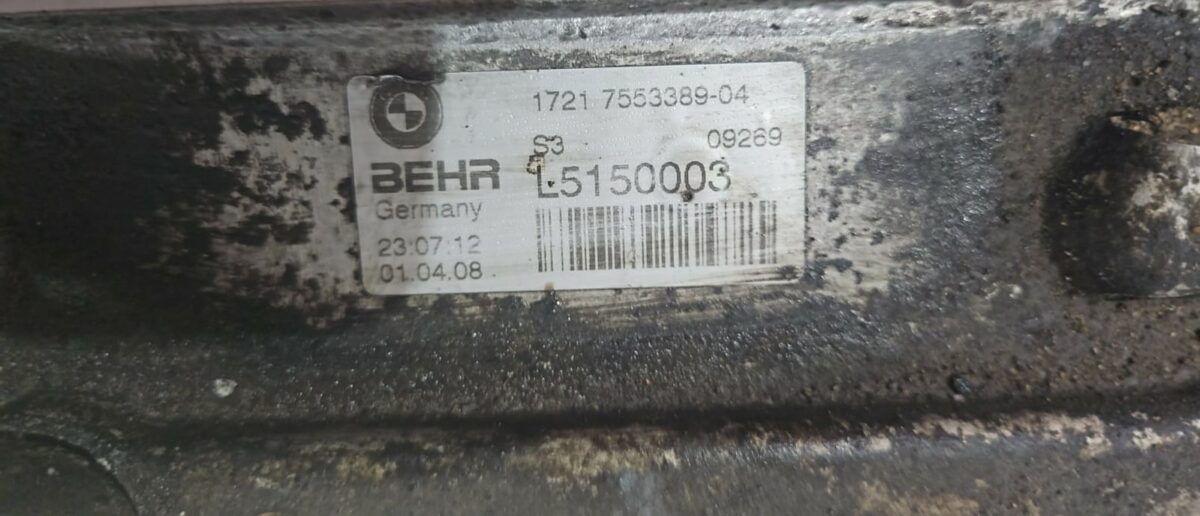 1721 7553389-04
S3 09269
BEHR L5150003
Germany
23:07:12
01.04.08